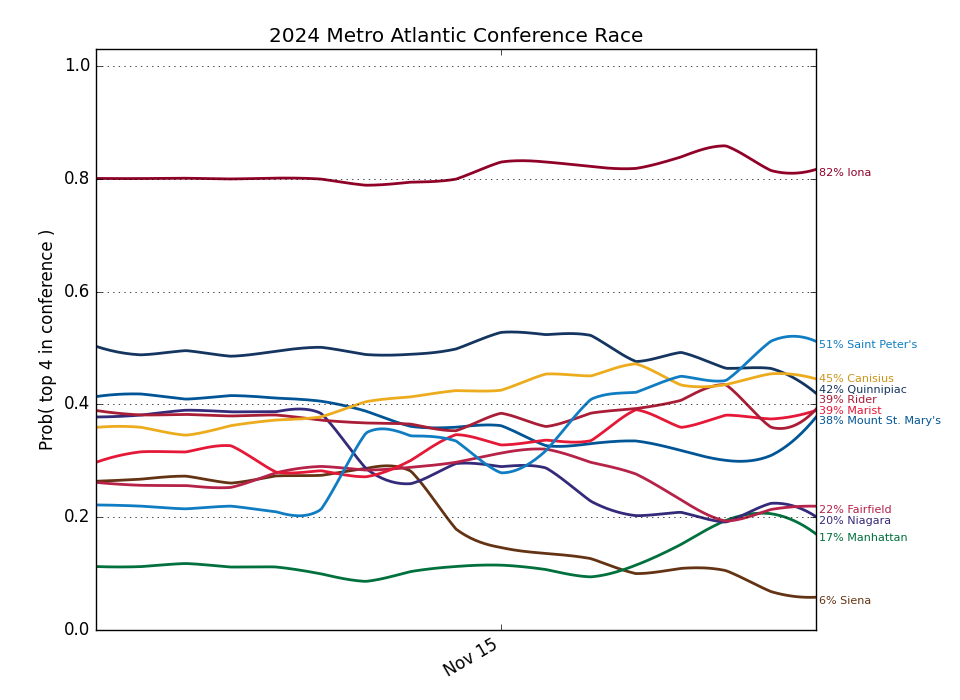 2024 Metro Atlantic Conference Race
Prob( top 4 in conference )
1.0
0.8
0.6
0.4
0.2
0.0
Nov 15
82% Iona
51% Saint Peter's
45% Canisius
42% Quinnipiac
39% Rider
39% Marist
38% Mount St. Mary's
22% Fairfield
20% Niagara
17% Manhattan
6% Siena